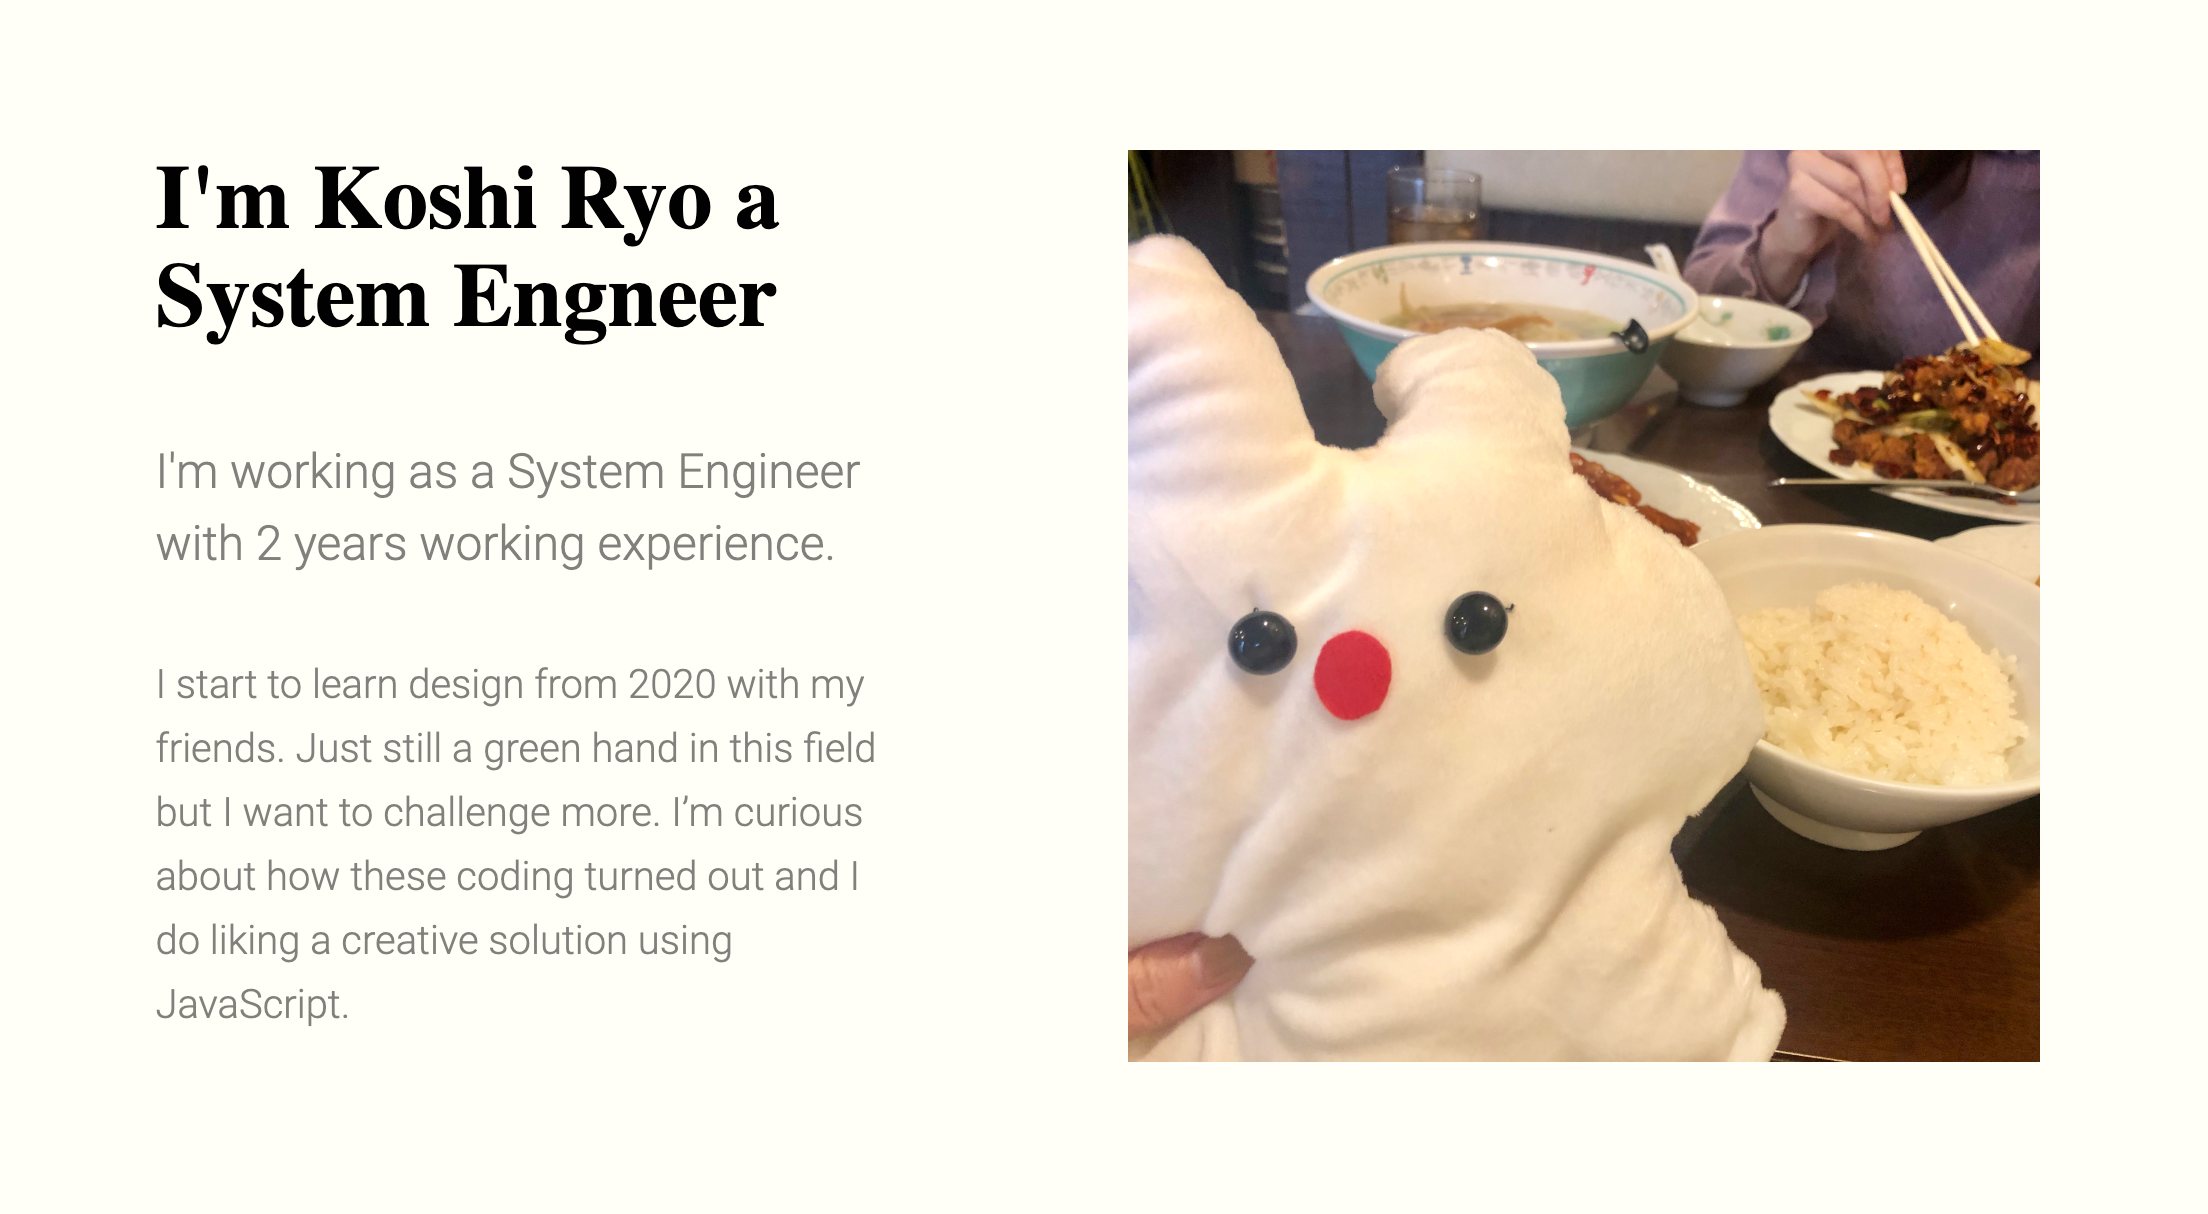 I'm Koshi Ryo a
System Engneer
I'm working as a System Engineer
with 2 years working experience.
I start to learn design from 2020 with my
friends. Just still a green hand in this field
but I want to challenge more. I’m curious
about how these coding turned out and I
do liking a creative solution using
JavaScript.